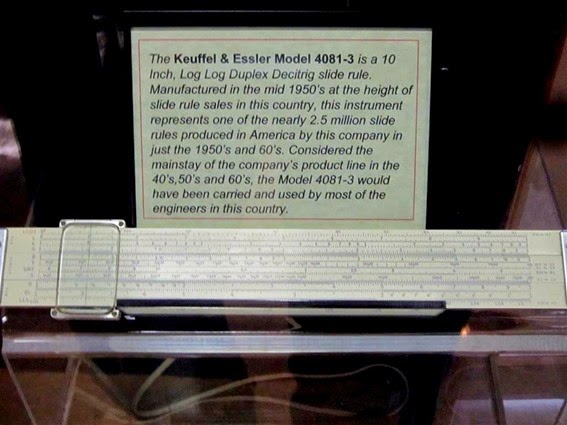 The Keuffel & Essler Model 4081-3 is a 10
Inch, Log Log Duplex Decitrig slide rule.
Manufactured in the mid 1950's at the height of
slide rule sales in this country, this instrument
represents one of the nearly 2.5 million slide
rules produced in America by this company in
just the 1950's and 60's. Considered the
mainstay of the company's product line in the
40's,50's and 60's, the Model 4081-3 would
have been carried and used by most of the
engineers in this country.